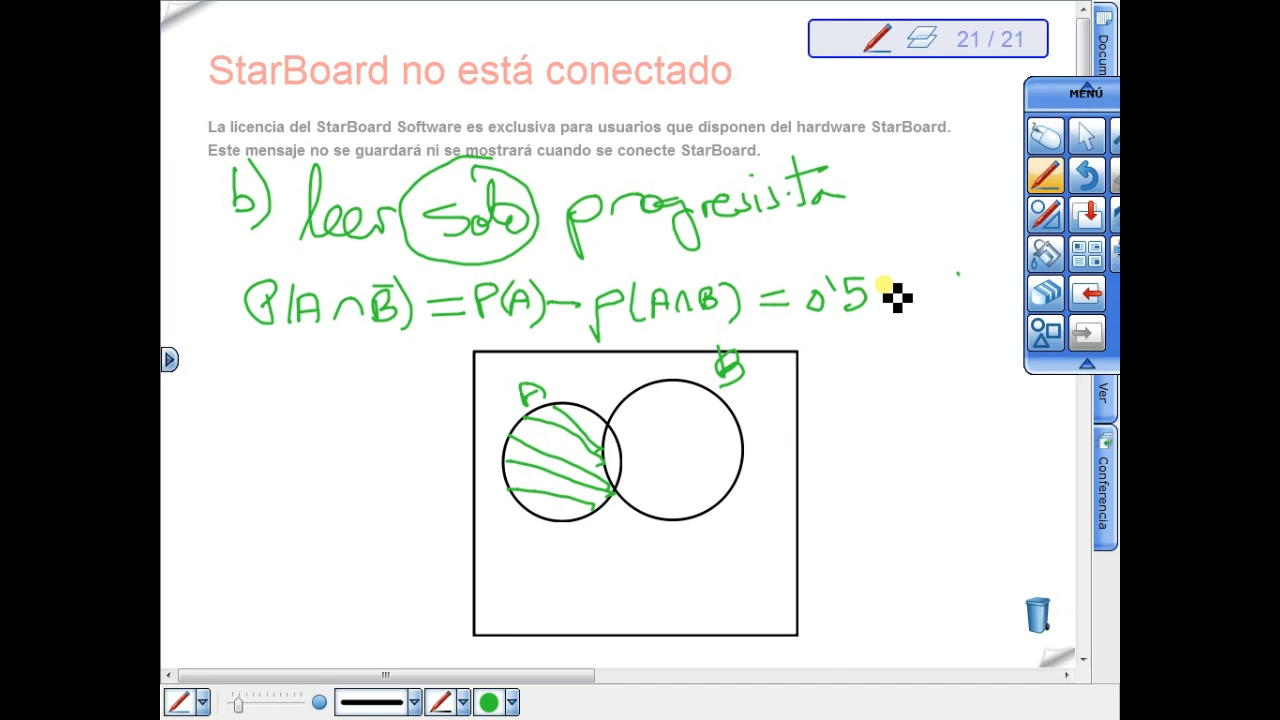 21 / 21
StarBoard no está conectado
La licencia del StarBoard Software es exclusiva para usuarios que disponen del hardware StarBoard.
Este mensaje no se guardará ni se mostrará cuando se conecte StarBoard.
b) leer solo progresista
P(A∩B̅) = P(A) - P(A∩B) = 0'5
A
B
MENÚ
Docum
Ver
Conferencia